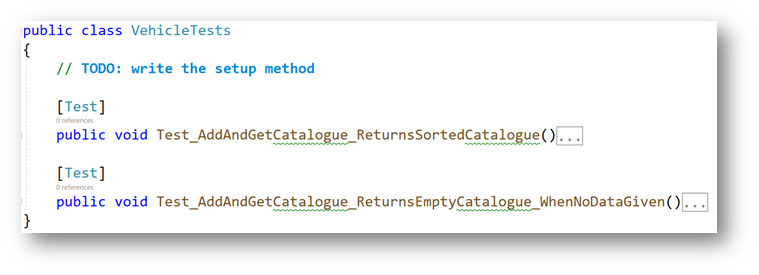 public class VehicleTests
{
// TODO: write the setup method
[Test]
0 references
public void Test_AddAndGetCatalogue_ReturnsSortedCatalogue()...
[Test]
0 references
public void Test_AddAndGetCatalogue_ReturnsEmptyCatalogue_WhenNoDataGiven()...
}